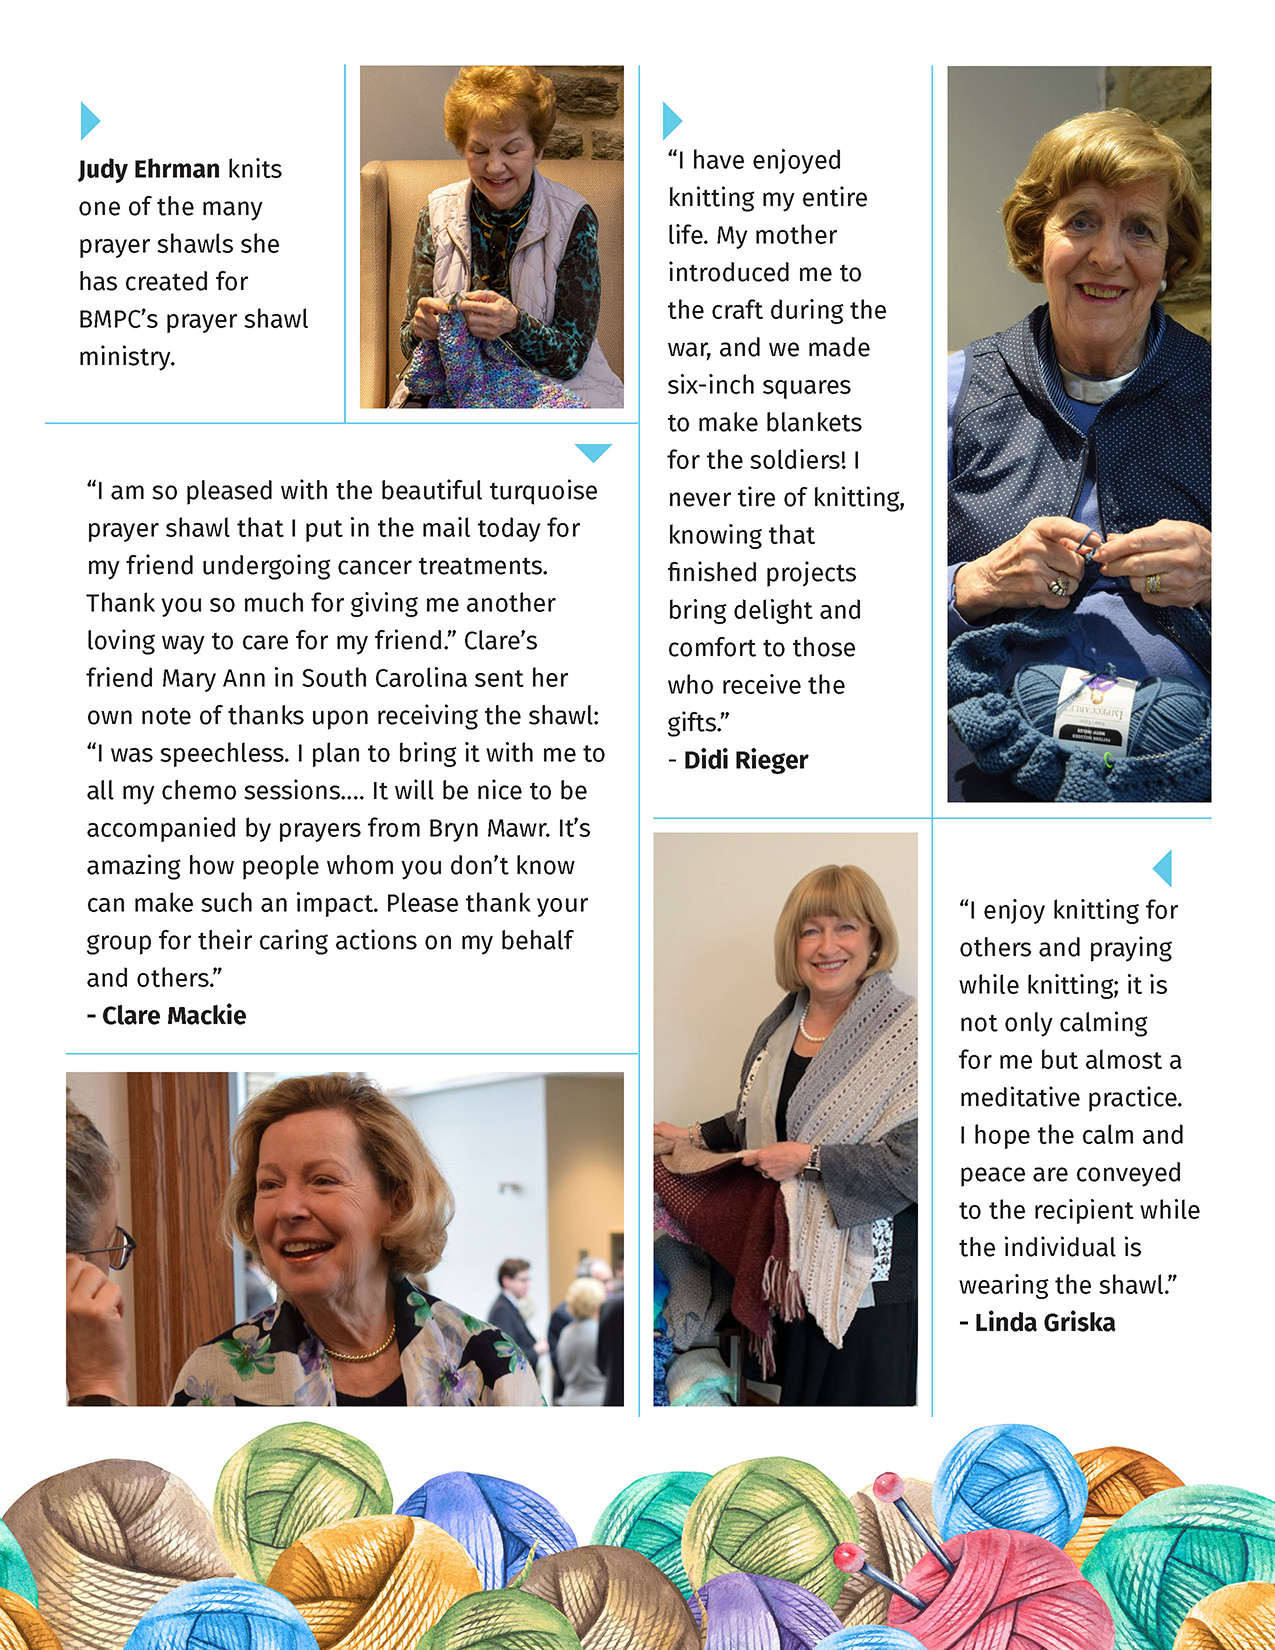 Judy Ehrman knits
one of the many
prayer shawls she
has created for
BMPC’s prayer shawl
ministry.
“I am so pleased with the beautiful turquoise
prayer shawl that I put in the mail today for
my friend undergoing cancer treatments.
Thank you so much for giving me another
loving way to care for my friend.” Clare’s
friend Mary Ann in South Carolina sent her
own note of thanks upon receiving the shawl:
“I was speechless. I plan to bring it with me to
all my chemo sessions.... It will be nice to be
accompanied by prayers from Bryn Mawr. It’s
amazing how people whom you don’t know
can make such an impact. Please thank your
group for their caring actions on my behalf
and others.”
- Clare Mackie
“I have enjoyed
knitting my entire
life. My mother
introduced me to
the craft during the
war, and we made
six-inch squares
to make blankets
for the soldiers! I
never tire of knitting,
knowing that
finished projects
bring delight and
comfort to those
who receive the
gifts.”
- Didi Rieger
IMPECCABLE
“I enjoy knitting for
others and praying
while knitting; it is
not only calming
for me but almost a
meditative practice.
I hope the calm and
peace are conveyed
to the recipient while
the individual is
wearing the shawl.”
- Linda Griska